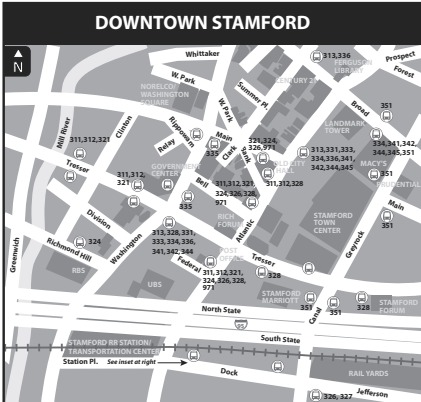 DOWNTOWN STAMFORD
N
Whittaker
313,336
FERGUSON
LIBRARY
Prospect
Forest
W. Park
NORELCO/
WASHINGTON
SQUARE
CENTURY 21
Summer Pl.
W. Park
Broad
351
LANDMARK
TOWER
334,341,342,
344,345,351
Mill River
Clinton
Rippowam
Relay
Main
Clark
Bank
335
321,324,
326,971
OLD CITY
HALL
313,331,333,
334,336,341,
342,344,345
MACY'S
351
PRUDENTIAL
311,312,321
Tresser
GOVERNMENT
CENTER
311,312,
321
Bell
335
311,312,321,
324,326,328,
971
311,312,328
Main
351
Division
Washington
RICH
FORUM
Atlantic
STAMFORD
TOWN
CENTER
Greyrock
313,328,331,
333,334,336,
341,342,344
324
Richmond Hill
RBS
Greenwich
POST
OFFICE
Federal
311,312,321,
324,326,328,
971
Tresser
328
UBS
STAMFORD
MARRIOTT
351
Canal
351
328
STAMFORD
FORUM
North State
95
South State
STAMFORD RR STATION/
TRANSPORTATION CENTER
Station Pl.
See inset at right
Dock
RAIL YARDS
Jefferson
326, 327